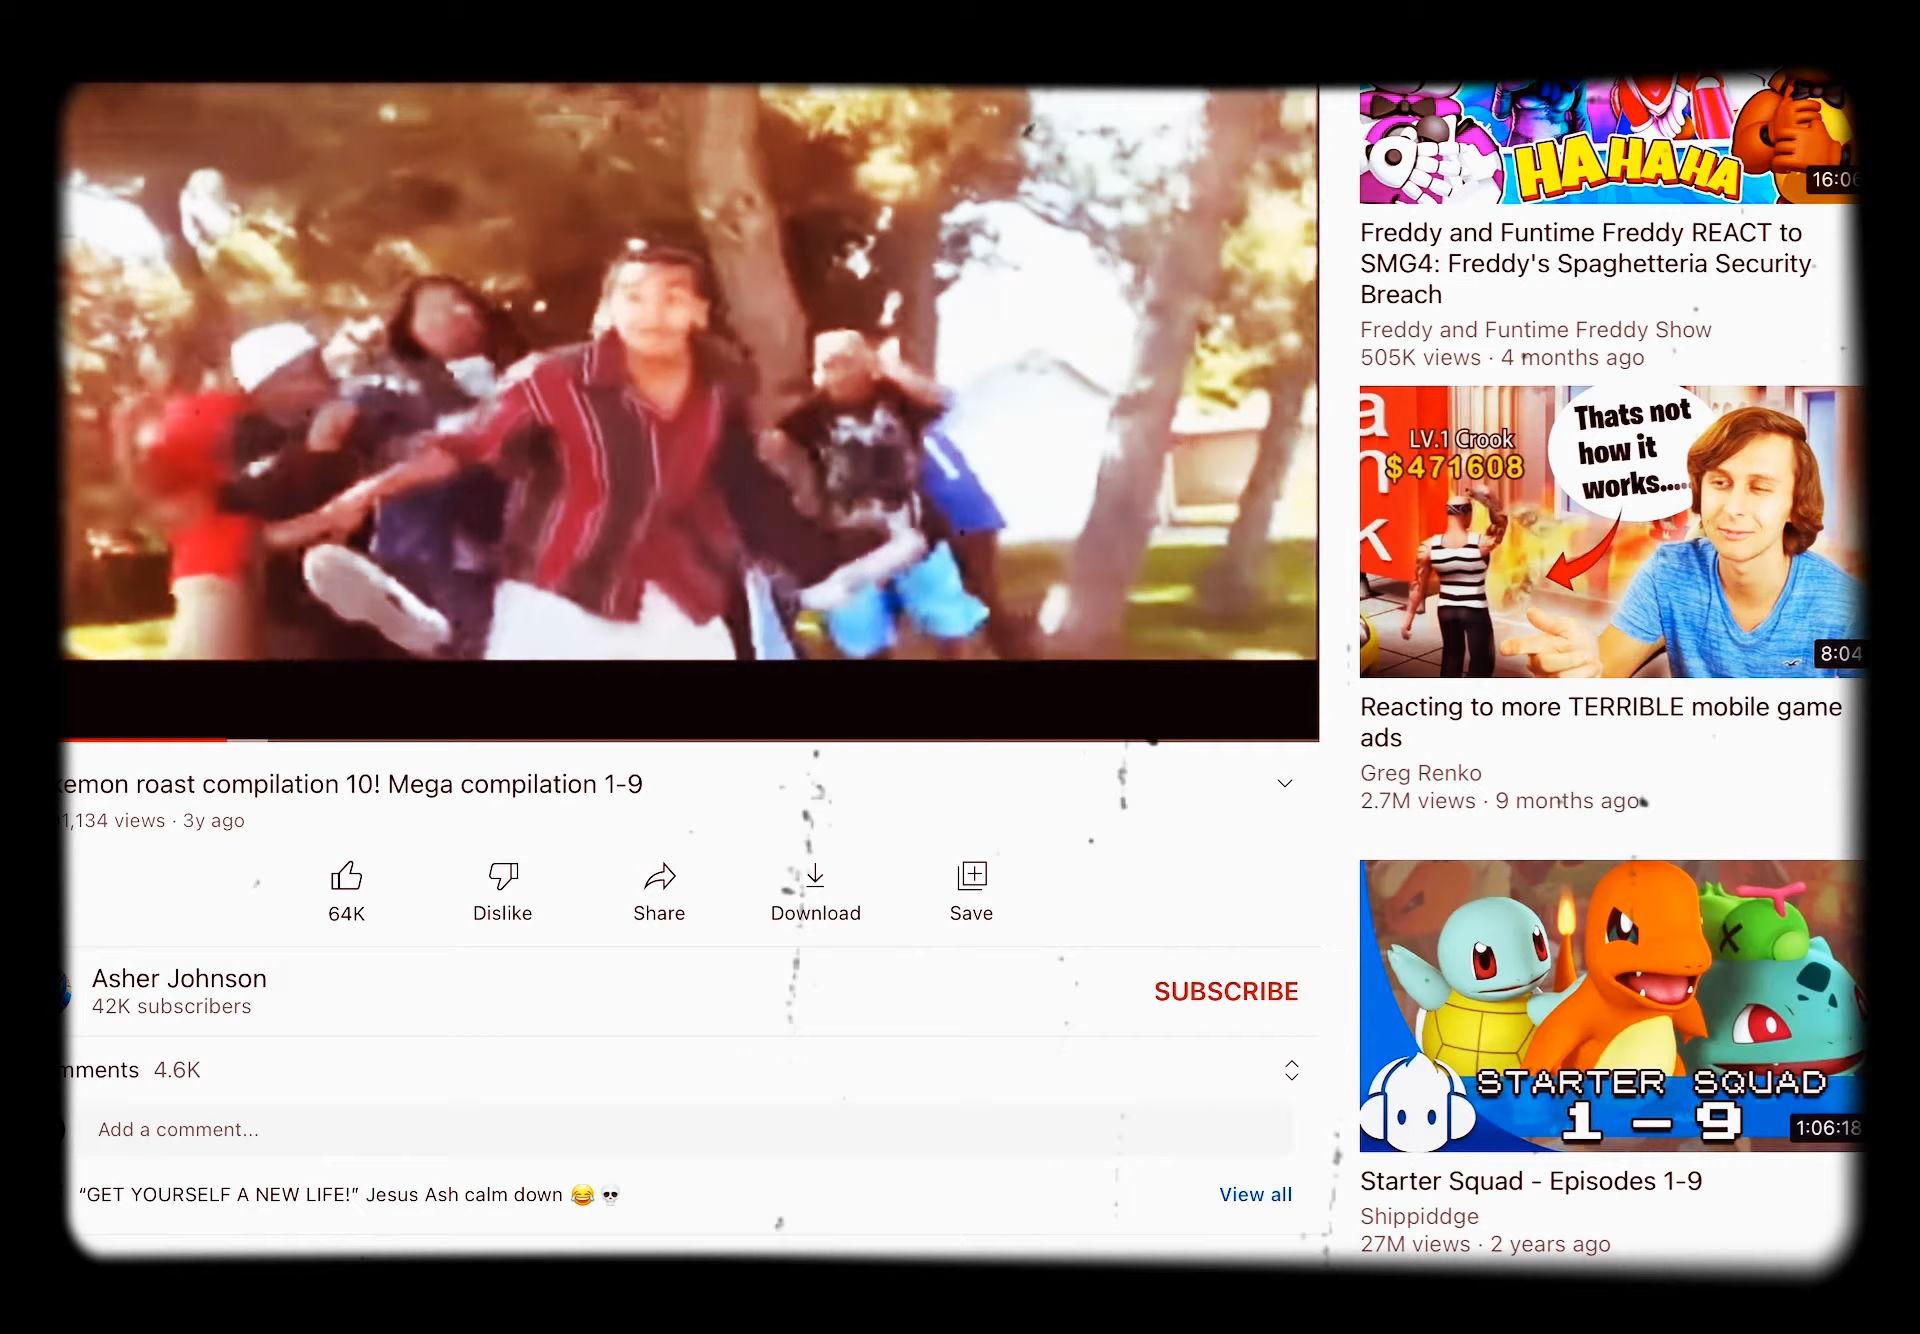 kemon roast compilation 10! Mega compilation 1-9
1,134 views · 3y ago
64K
Dislike
Share
Download
Save
Asher Johnson
42K subscribers
SUBSCRIBE
mments 4.6K
Add a comment...
“GET YOURSELF A NEW LIFE!” Jesus Ash calm down 😂 💀
View all
HAHAHA
16:06
Freddy and Funtime Freddy REACT to
SMG4: Freddy's Spaghetteria Security
Breach
Freddy and Funtime Freddy Show
505K views · 4 months ago
a
k
LV.1 Crook
$471608
Thats not
how it
works.....
8:04
Reacting to more TERRIBLE mobile game
ads
Greg Renko
2.7M views · 9 months ago
STARTER SQUAD
1 - 9
1:06:18
Starter Squad - Episodes 1-9
Shippiddge
27M views · 2 years ago